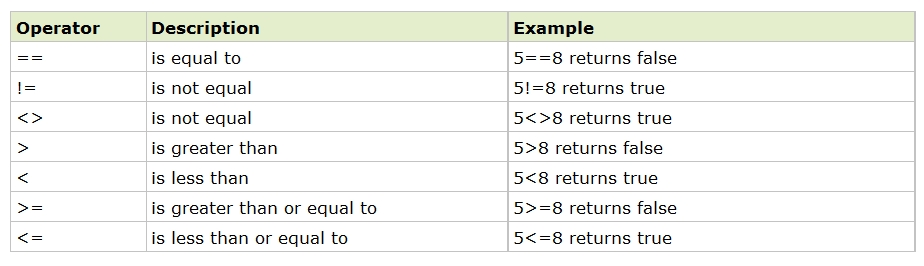 Operator Description Example
== is equal to 5==8 returns false
!= is not equal 5!=8 returns true
<> is not equal 5<>8 returns true
> is greater than 5>8 returns false
< is less than 5<8 returns true
>= is greater than or equal to 5>=8 returns false
<= is less than or equal to 5<=8 returns true